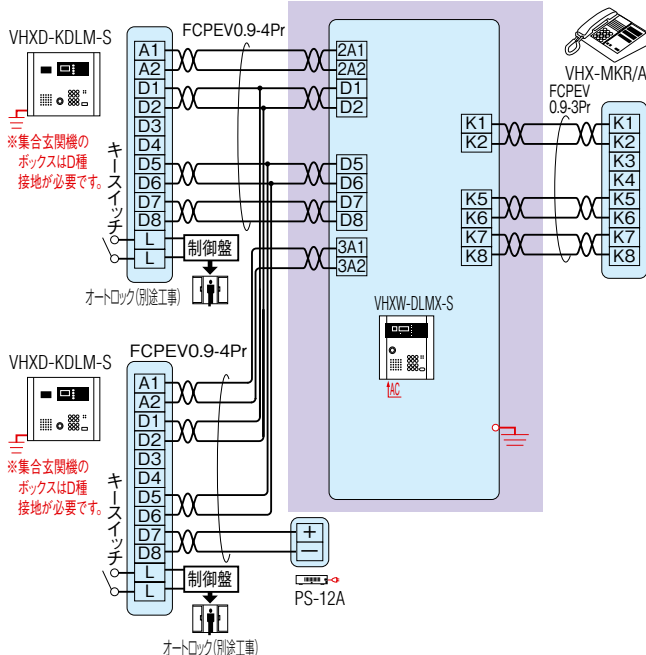 VHXD-KDLM-S
※集合玄関機の
ボックスはD種
接地が必要です。
キースイッチ
FCPEV0.9-4Pr
A1
A2
D1
D2
D3
D4
D5
D6
D7
D8
L
L
制御盤
オートロック(別途工事)
2A1
2A2
D1
D2
D5
D6
D7
D8
3A1
3A2
VHXW-DLMX-S
AC
K1
K2
K5
K6
K7
K8
VHX-MKR/A
FCPEV
0.9-3Pr
K1
K2
K3
K4
K5
K6
K7
K8
VHXD-KDLM-S
※集合玄関機の
ボックスはD種
接地が必要です。
キースイッチ
FCPEV0.9-4Pr
A1
A2
D1
D2
D3
D4
D5
D6
D7
D8
L
L
制御盤
オートロック(別途工事)
+
−
PS-12A